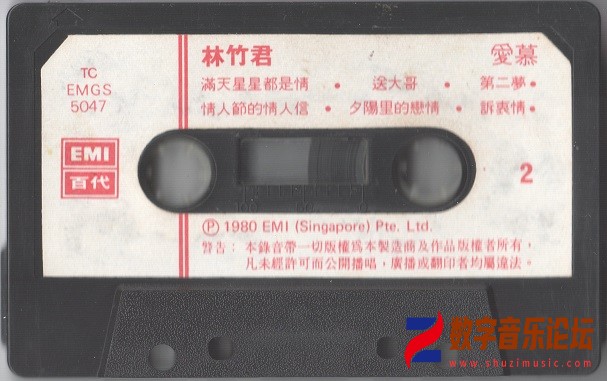 林竹君 愛慕
TC
EMGS
5047
滿天星星都是情 • 送大哥 • 第二夢 •
情人節的情人信 • 夕陽里的戀情 • 訴衷情 •
EMI
百代
2
Ⓟ 1980 EMI (Singapore) Pte. Ltd.
警告：本錄音帶一切版權爲本製造商及作品版權者所有，
凡未經許可而公開播唱，廣播或翻印者均屬違法。
数字音乐论坛
www.shuzimusic.com